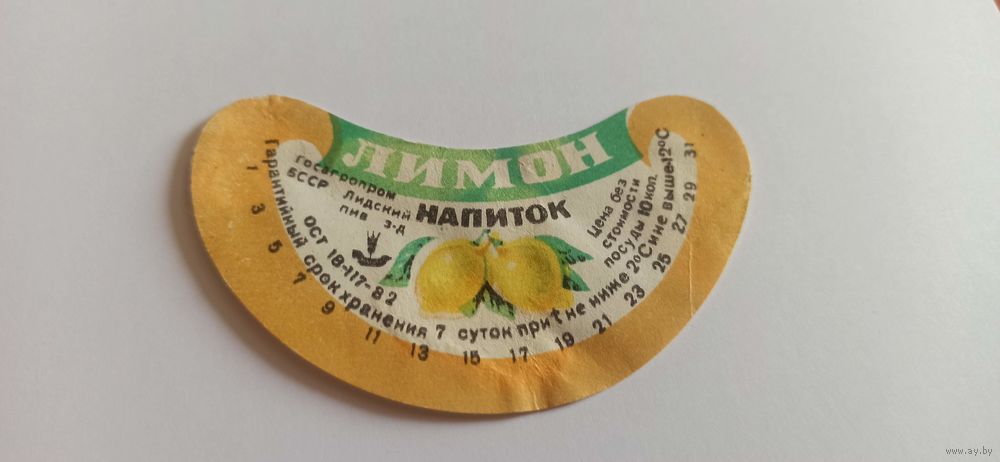 ЛИМОН
НАПИТОК
госагропром
БССР Лидский
пив з-д
ОСТ 18-117-82
Цена без
стоимости
посуды 10 коп.
Гарантийный срок хранения 7 суток при t не ниже 2°С и не выше 12°С
1 3 5 7 9 11 13 15 17 19 21 23 25 27 29 31
www.ay.by